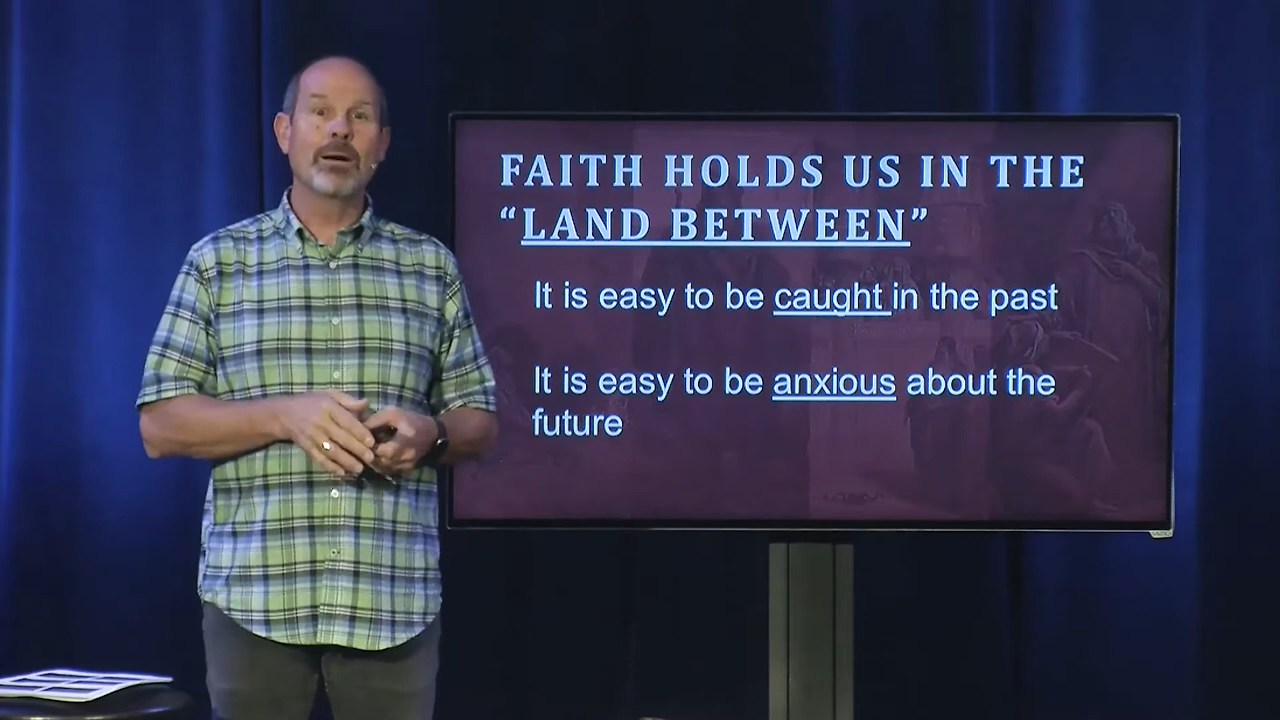 FAITH HOLDS US IN THE
“LAND BETWEEN”
It is easy to be caught in the past
It is easy to be anxious about the
future